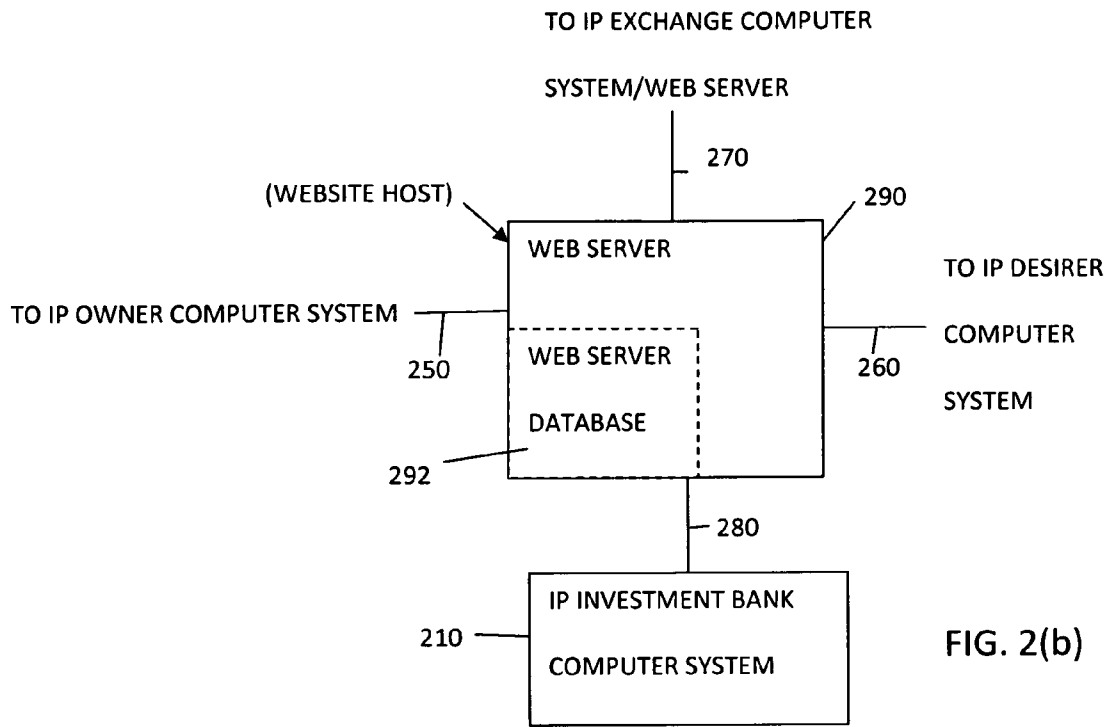 TO IP EXCHANGE COMPUTER
SYSTEM/WEB SERVER
270
(WEBSITE HOST)
290
WEB SERVER
TO IP DESIRER
TO IP OWNER COMPUTER SYSTEM
WEB SERVER
COMPUTER
250
260
DATABASE
SYSTEM
292
280
IP INVESTMENT BANK
210
COMPUTER SYSTEM
FIG. 2(b)